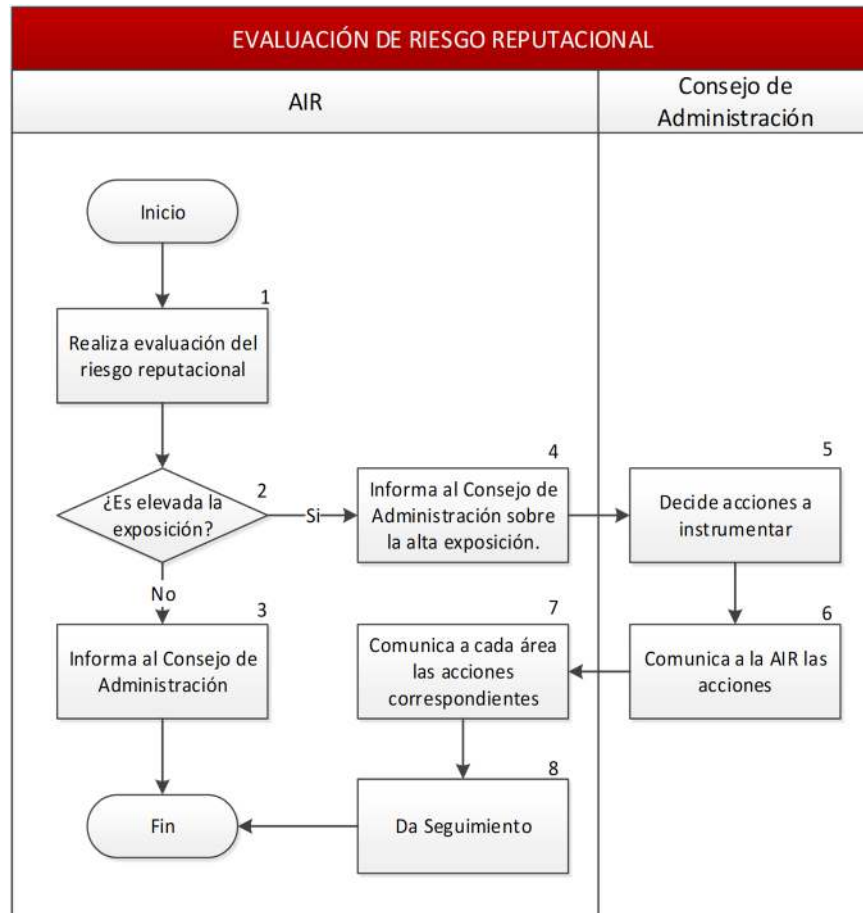 EVALUACIÓN DE RIESGO REPUTACIONAL
AIR
Consejo de
Administración
Inicio
1
Realiza evaluación del
riesgo reputacional
2
¿Es elevada la
exposición?
Si
4
Informa al Consejo de
Administración sobre
la alta exposición.
5
Decide acciones a
instrumentar
No
3
Informa al Consejo de
Administración
7
Comunica a cada área
las acciones
correspondientes
6
Comunica a la AIR las
acciones
8
Da Seguimiento
Fin